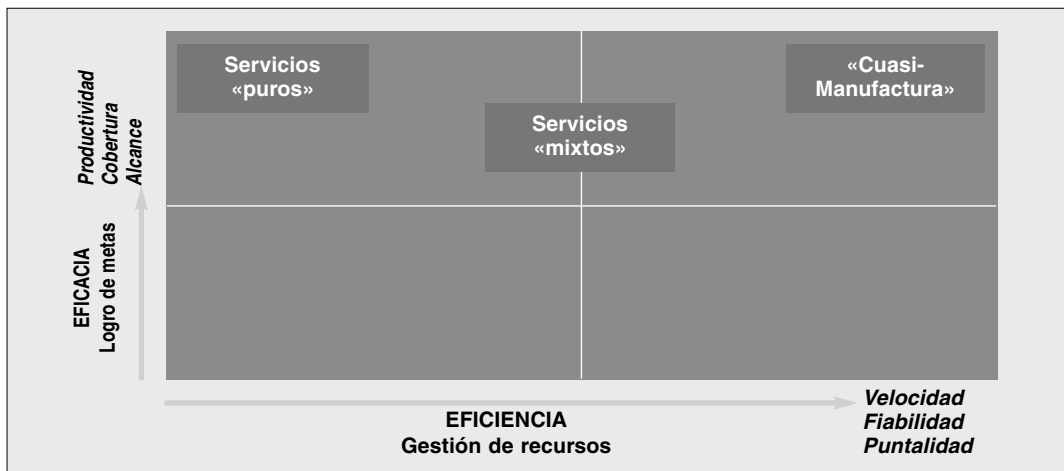 Servicios
«puros»
Servicios
«mixtos»
«Cuasi-
Manufactura»
Productividad
Cobertura
Alcance
EFICACIA
Logro de metas
EFICIENCIA
Gestión de recursos
Velocidad
Fiabilidad
Puntalidad